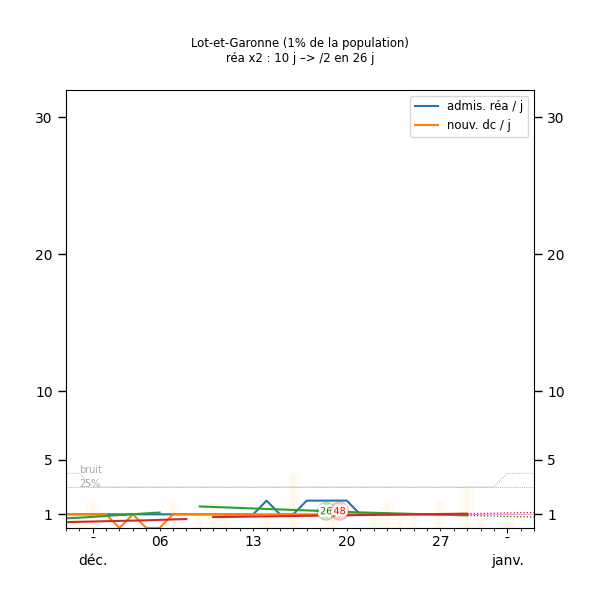 Lot-et-Garonne (1% de la population)
réa x2 : 10 j –> /2 en 26 j
admis. réa / j
nouv. dc / j
30 30
20 20
10 10
5 5
bruit
25%
26 48
1 1
- 06 13 20 27 -
déc. janv.